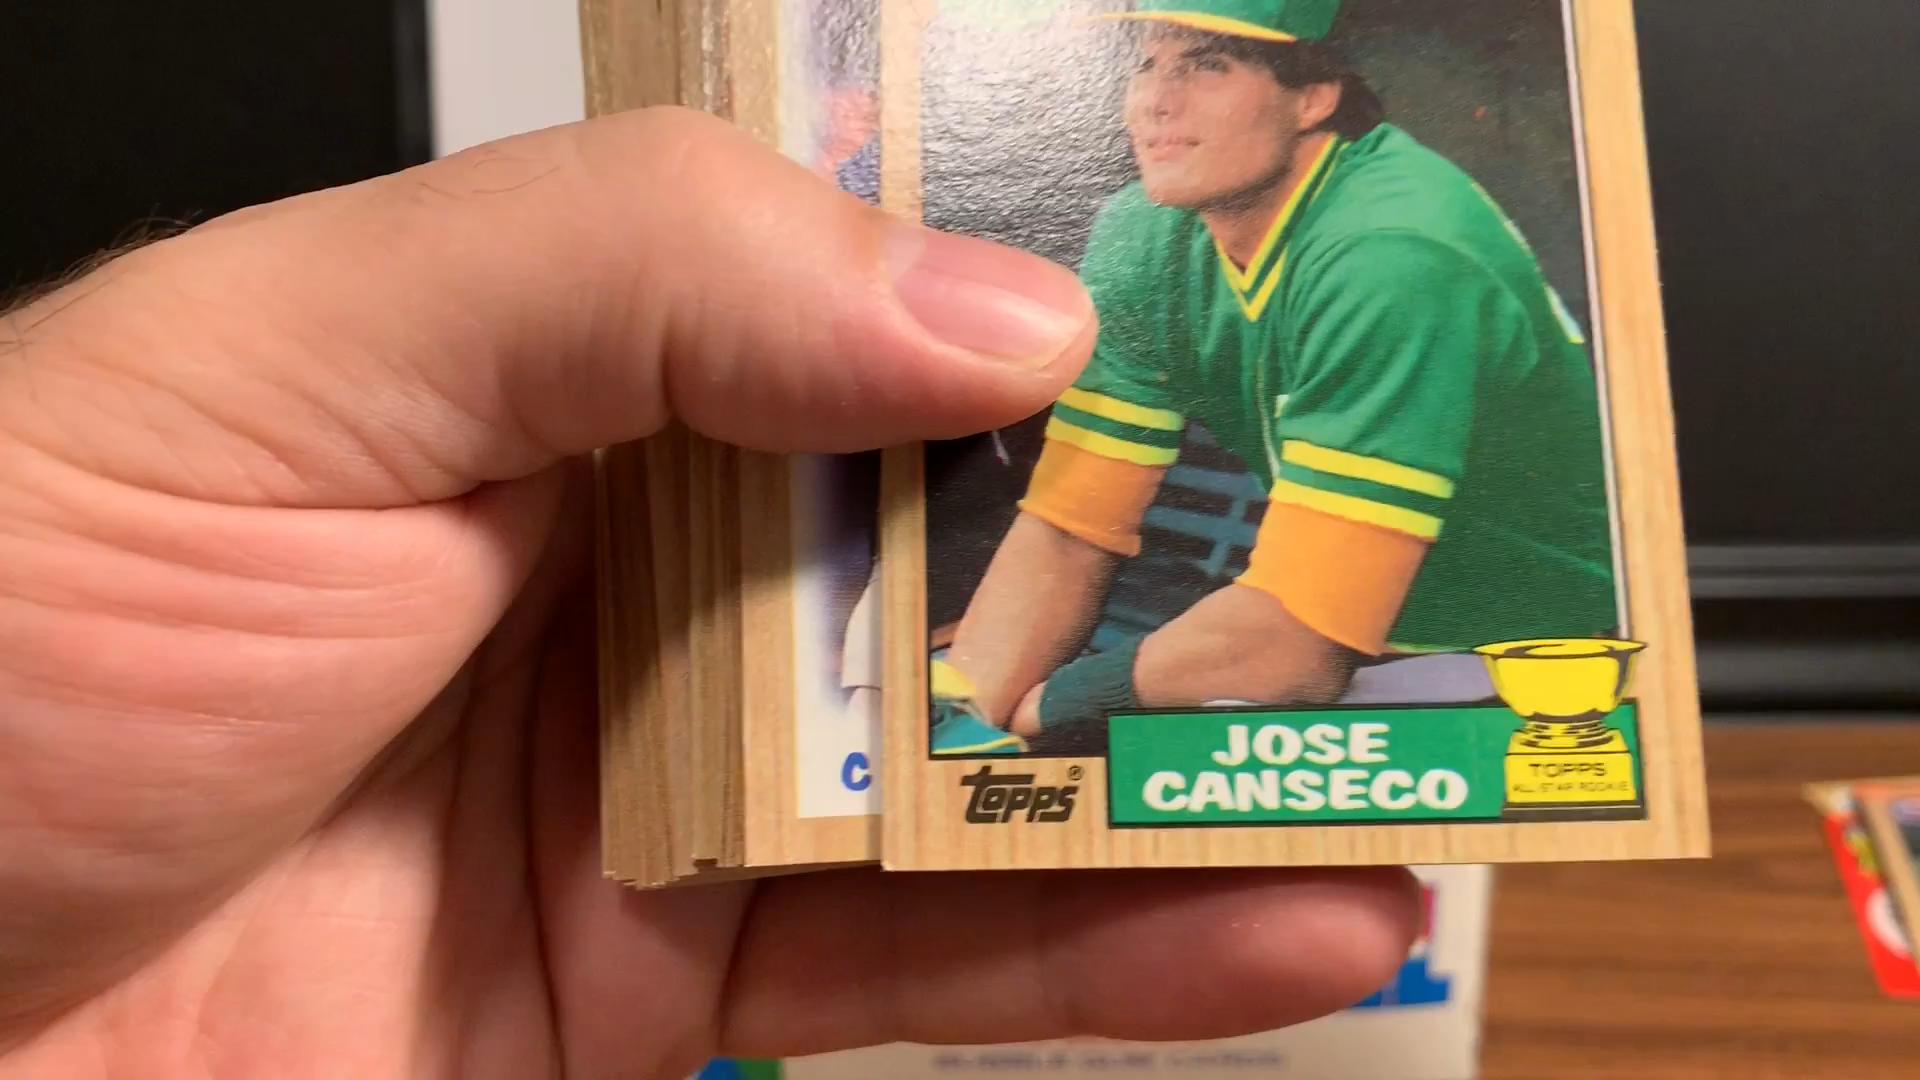 JOSE
CANSECO
topps®
TOPPS
ALL STAR ROOKIE
C